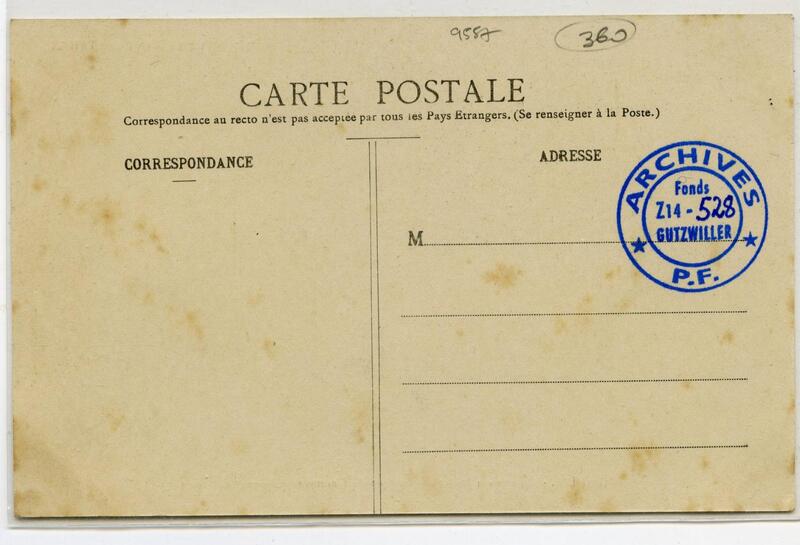 9557
360
CARTE POSTALE
Correspondance au recto n'est pas acceptée par tous les Pays Etrangers. (Se renseigner à la Poste.)
CORRESPONDANCE
ADRESSE
ARCHIVES
Fonds
Z14 - 528
GUTZWILLER
P.F.
M